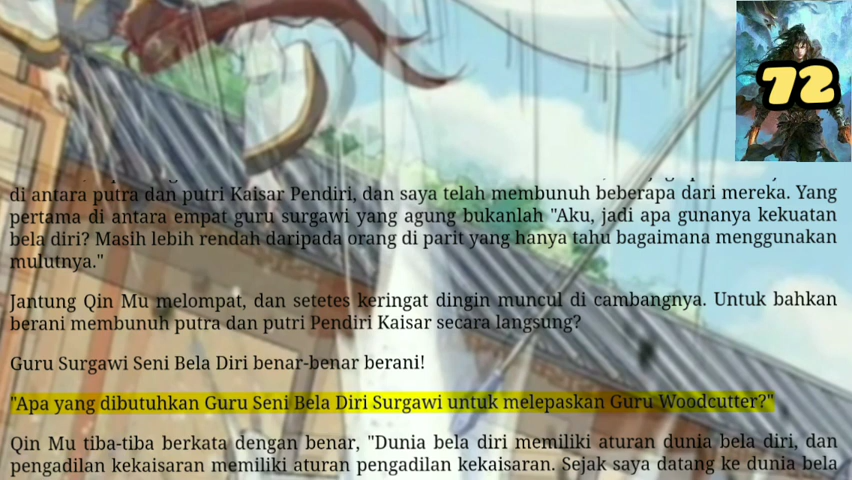 72
di antara putra dan putri Kaisar Pendiri, dan saya telah membunuh beberapa dari mereka. Yang
pertama di antara empat guru surgawi yang agung bukanlah "Aku, jadi apa gunanya kekuatan
bela diri? Masih lebih rendah daripada orang di parit yang hanya tahu bagaimana menggunakan
mulutnya."
Jantung Qin Mu melompat, dan setetes keringat dingin muncul di cambangnya. Untuk bahkan
berani membunuh putra dan putri Pendiri Kaisar secara langsung?
Guru Surgawi Seni Bela Diri benar-benar berani!
"Apa yang dibutuhkan Guru Seni Bela Diri Surgawi untuk melepaskan Guru Woodcutter?"
Qin Mu tiba-tiba berkata dengan benar, "Dunia bela diri memiliki aturan dunia bela diri, dan
pengadilan kekaisaran memiliki aturan pengadilan kekaisaran. Sejak saya datang ke dunia bela